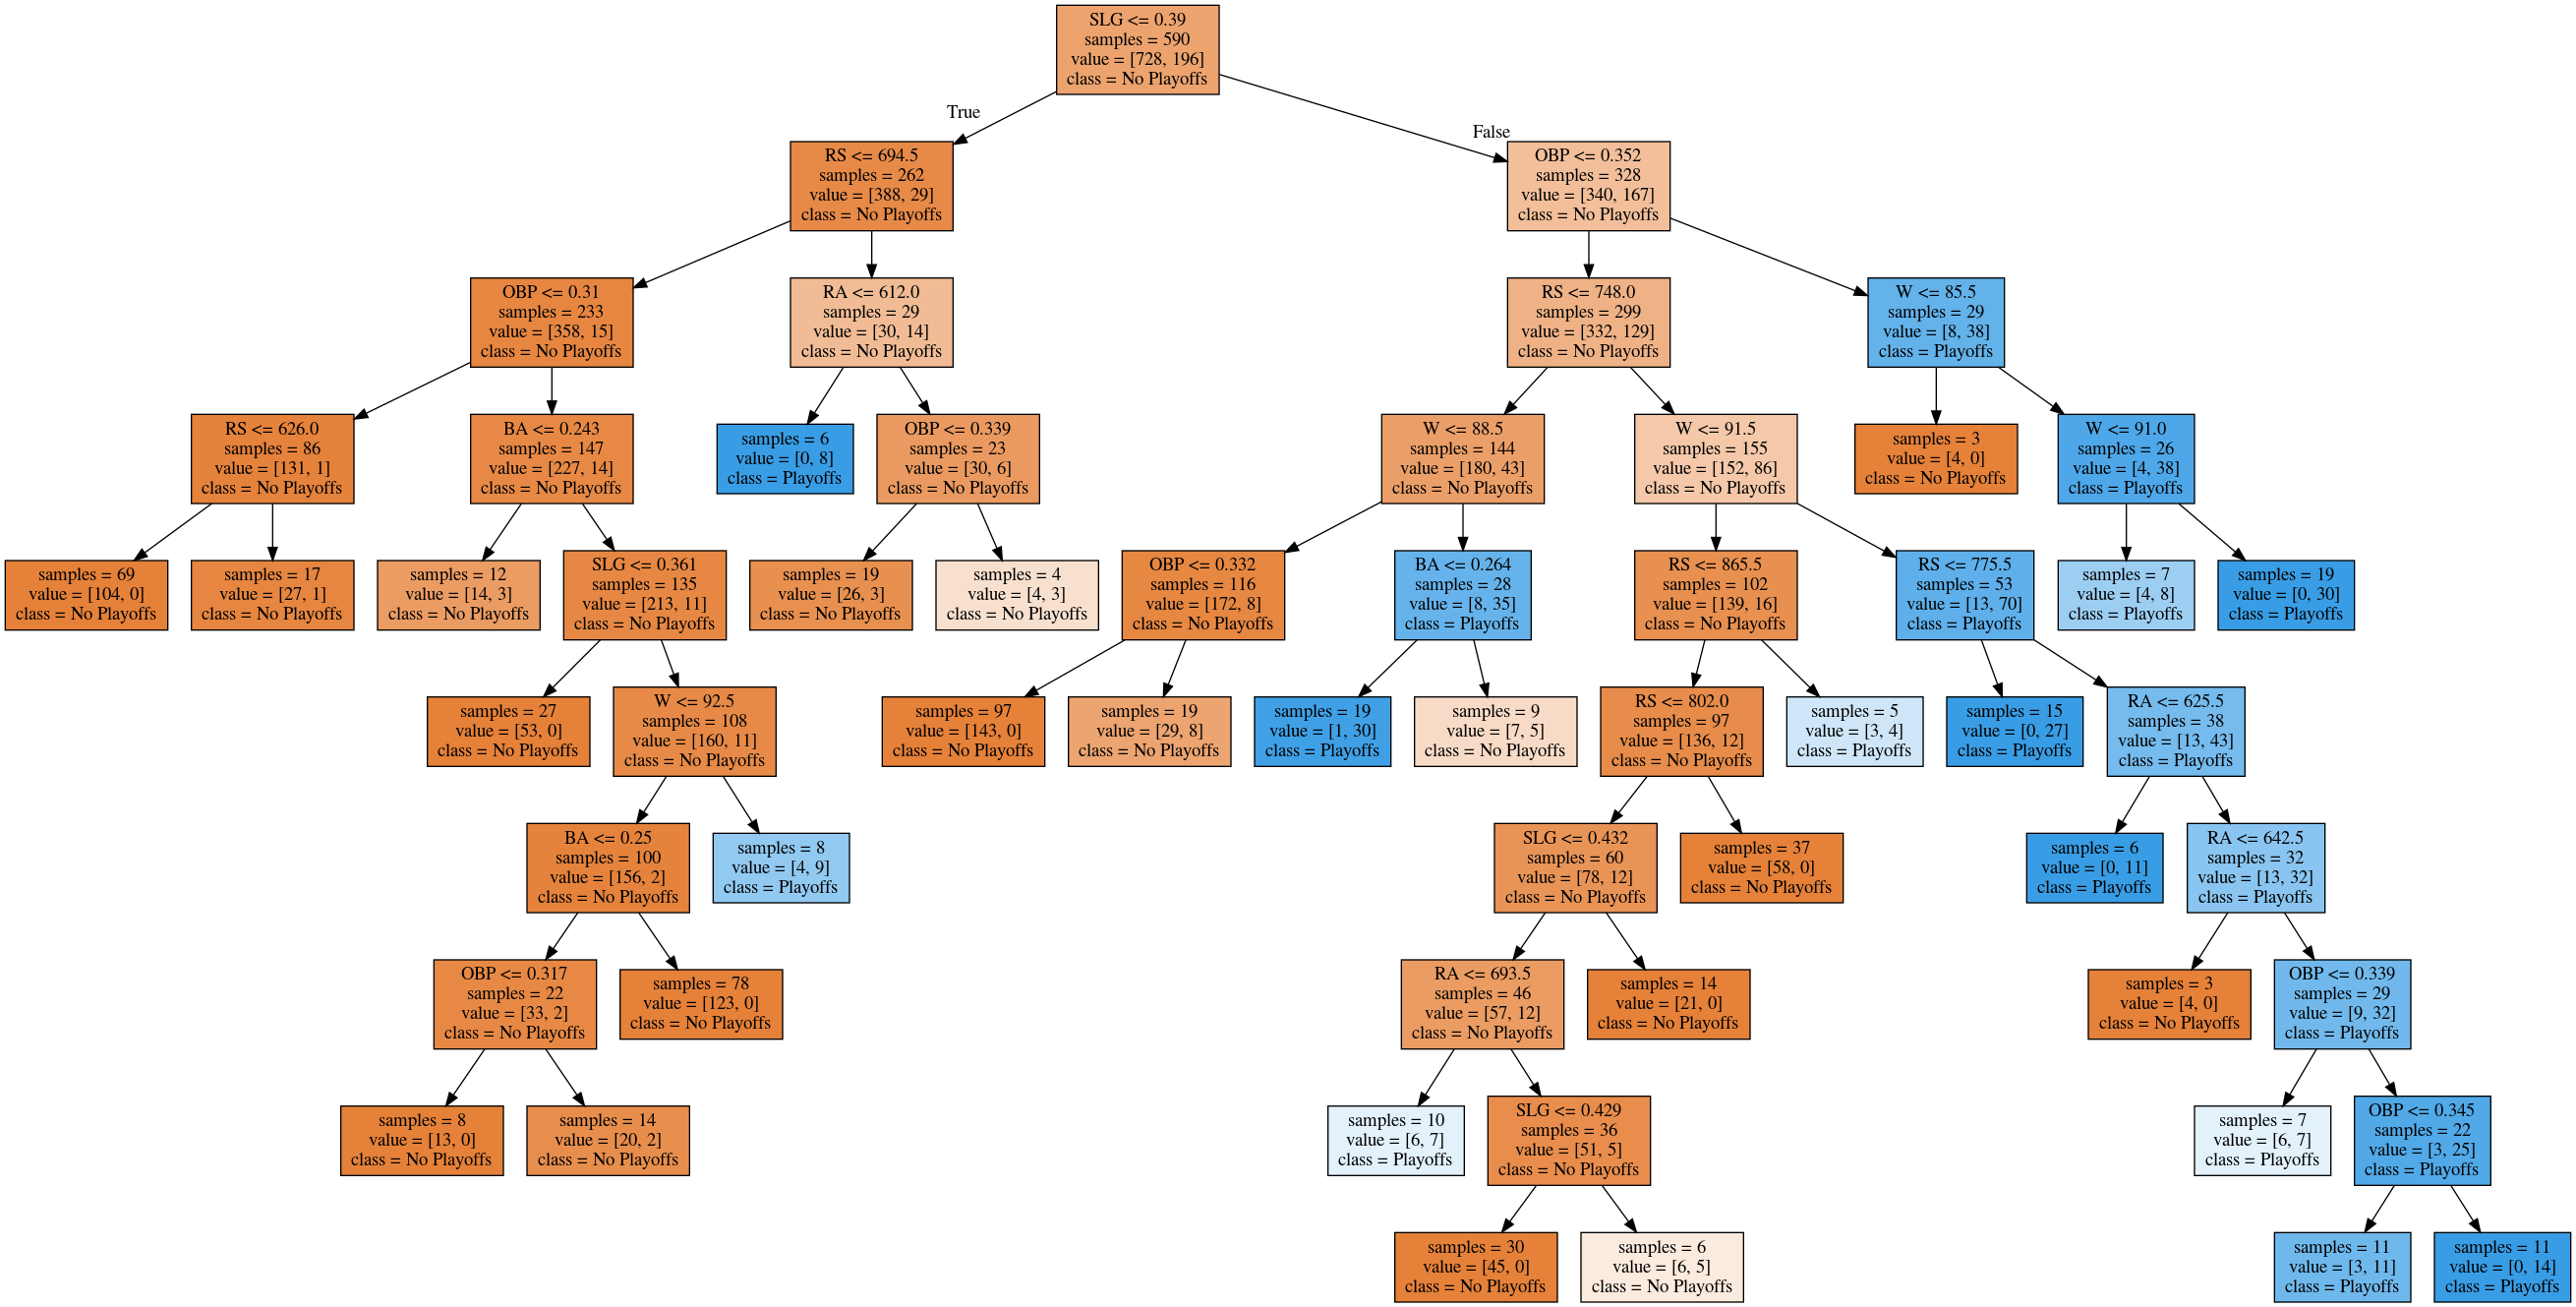 SLG <= 0.39
samples = 590
value = [728, 196]
class = No Playoffs
True
False
RS <= 694.5
samples = 262
value = [388, 29]
class = No Playoffs
OBP <= 0.352
samples = 328
value = [340, 167]
class = No Playoffs
OBP <= 0.31
samples = 233
value = [358, 15]
class = No Playoffs
RA <= 612.0
samples = 29
value = [30, 14]
class = No Playoffs
RS <= 748.0
samples = 299
value = [332, 129]
class = No Playoffs
W <= 85.5
samples = 29
value = [8, 38]
class = Playoffs
RS <= 626.0
samples = 86
value = [131, 1]
class = No Playoffs
BA <= 0.243
samples = 147
value = [227, 14]
class = No Playoffs
samples = 6
value = [0, 8]
class = Playoffs
OBP <= 0.339
samples = 23
value = [30, 6]
class = No Playoffs
W <= 88.5
samples = 144
value = [180, 43]
class = No Playoffs
W <= 91.5
samples = 155
value = [152, 86]
class = No Playoffs
samples = 3
value = [4, 0]
class = No Playoffs
W <= 91.0
samples = 26
value = [4, 38]
class = Playoffs
samples = 69
value = [104, 0]
class = No Playoffs
samples = 17
value = [27, 1]
class = No Playoffs
samples = 12
value = [14, 3]
class = No Playoffs
SLG <= 0.361
samples = 135
value = [213, 11]
class = No Playoffs
samples = 19
value = [26, 3]
class = No Playoffs
samples = 4
value = [4, 3]
class = No Playoffs
OBP <= 0.332
samples = 116
value = [172, 8]
class = No Playoffs
BA <= 0.264
samples = 28
value = [8, 35]
class = Playoffs
RS <= 865.5
samples = 102
value = [139, 16]
class = No Playoffs
RS <= 775.5
samples = 53
value = [13, 70]
class = Playoffs
samples = 7
value = [4, 8]
class = Playoffs
samples = 19
value = [0, 30]
class = Playoffs
samples = 27
value = [53, 0]
class = No Playoffs
W <= 92.5
samples = 108
value = [160, 11]
class = No Playoffs
samples = 97
value = [143, 0]
class = No Playoffs
samples = 19
value = [29, 8]
class = No Playoffs
samples = 19
value = [1, 30]
class = Playoffs
samples = 9
value = [7, 5]
class = No Playoffs
RS <= 802.0
samples = 97
value = [136, 12]
class = No Playoffs
samples = 5
value = [3, 4]
class = Playoffs
samples = 15
value = [0, 27]
class = Playoffs
RA <= 625.5
samples = 38
value = [13, 43]
class = Playoffs
BA <= 0.25
samples = 100
value = [156, 2]
class = No Playoffs
samples = 8
value = [4, 9]
class = Playoffs
SLG <= 0.432
samples = 60
value = [78, 12]
class = No Playoffs
samples = 37
value = [58, 0]
class = No Playoffs
samples = 6
value = [0, 11]
class = Playoffs
RA <= 642.5
samples = 32
value = [13, 32]
class = Playoffs
OBP <= 0.317
samples = 22
value = [33, 2]
class = No Playoffs
samples = 78
value = [123, 0]
class = No Playoffs
RA <= 693.5
samples = 46
value = [57, 12]
class = No Playoffs
samples = 14
value = [21, 0]
class = No Playoffs
samples = 3
value = [4, 0]
class = No Playoffs
OBP <= 0.339
samples = 29
value = [9, 32]
class = Playoffs
samples = 8
value = [13, 0]
class = No Playoffs
samples = 14
value = [20, 2]
class = No Playoffs
samples = 10
value = [6, 7]
class = Playoffs
SLG <= 0.429
samples = 36
value = [51, 5]
class = No Playoffs
samples = 7
value = [6, 7]
class = Playoffs
OBP <= 0.345
samples = 22
value = [3, 25]
class = Playoffs
samples = 30
value = [45, 0]
class = No Playoffs
samples = 6
value = [6, 5]
class = No Playoffs
samples = 11
value = [3, 11]
class = Playoffs
samples = 11
value = [0, 14]
class = Playoffs